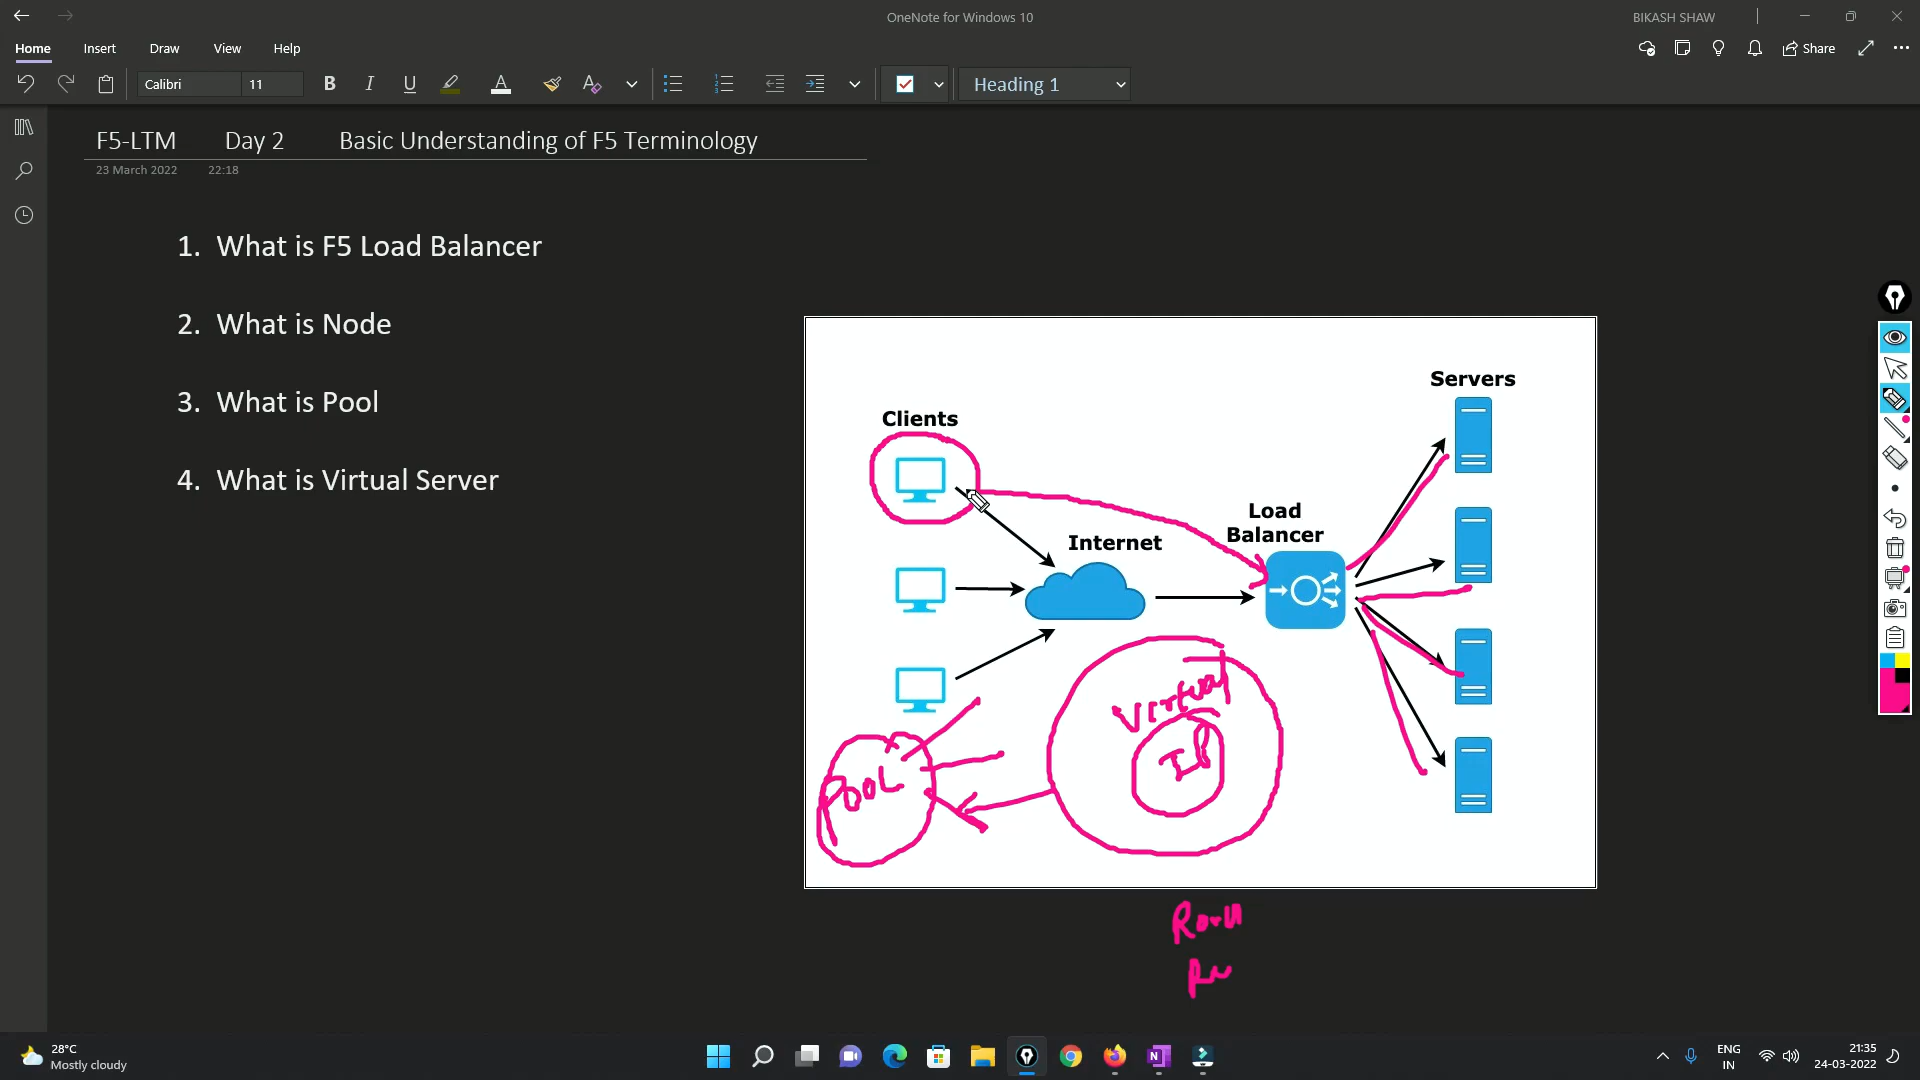 OneNote for Windows 10
BIKASH SHAW
Home Insert Draw View Help
Share
Calibri 11 B I U A A Heading 1
F5-LTM Day 2 Basic Understanding of F5 Terminology
23 March 2022 22:18
1. What is F5 Load Balancer
2. What is Node
3. What is Pool
4. What is Virtual Server
Servers
Clients
Load
Balancer
Internet
Virtual
IP
POOL
28°C
Mostly cloudy
ENG
IN
21:35
24-03-2022